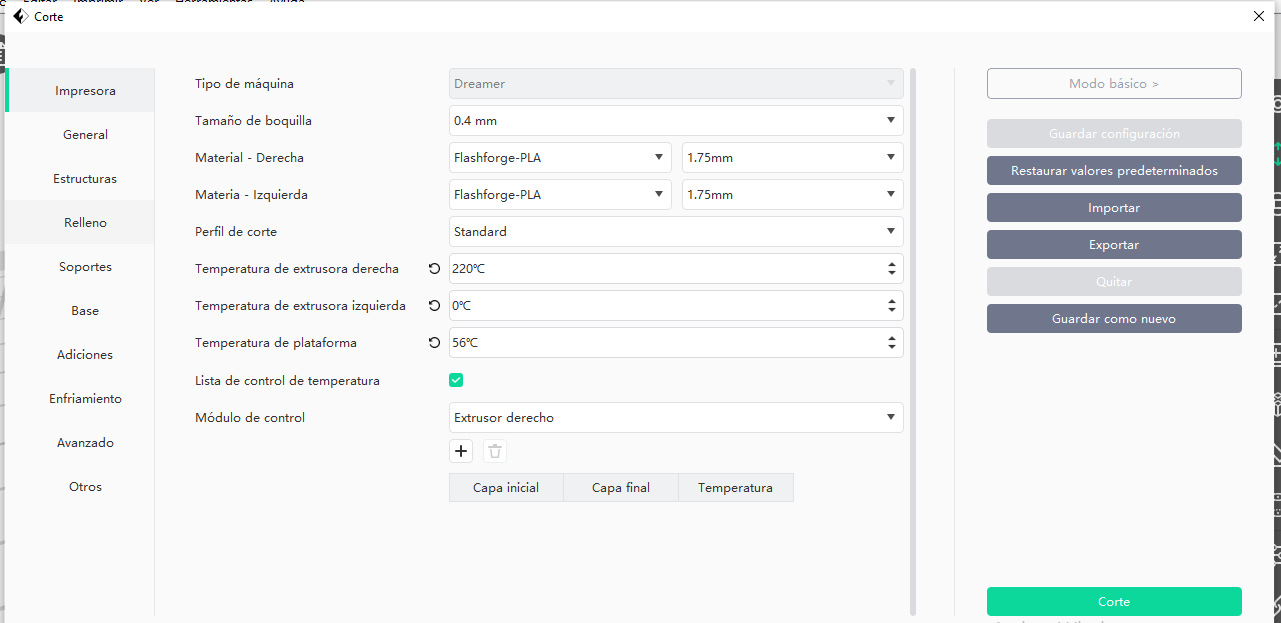 Corte
Impresora
General
Estructuras
Relleno
Soportes
Base
Adiciones
Enfriamiento
Avanzado
Otros
Tipo de máquina Dreamer
Tamaño de boquilla 0.4 mm
Material - Derecha Flashforge-PLA 1.75mm
Materia - Izquierda Flashforge-PLA 1.75mm
Perfil de corte Standard
Temperatura de extrusora derecha 220℃
Temperatura de extrusora izquierda 0℃
Temperatura de plataforma 56℃
Lista de control de temperatura
Módulo de control Extrusor derecho
Capa inicial Capa final Temperatura
Modo básico >
Guardar configuración
Restaurar valores predeterminados
Importar
Exportar
Quitar
Guardar como nuevo
Corte